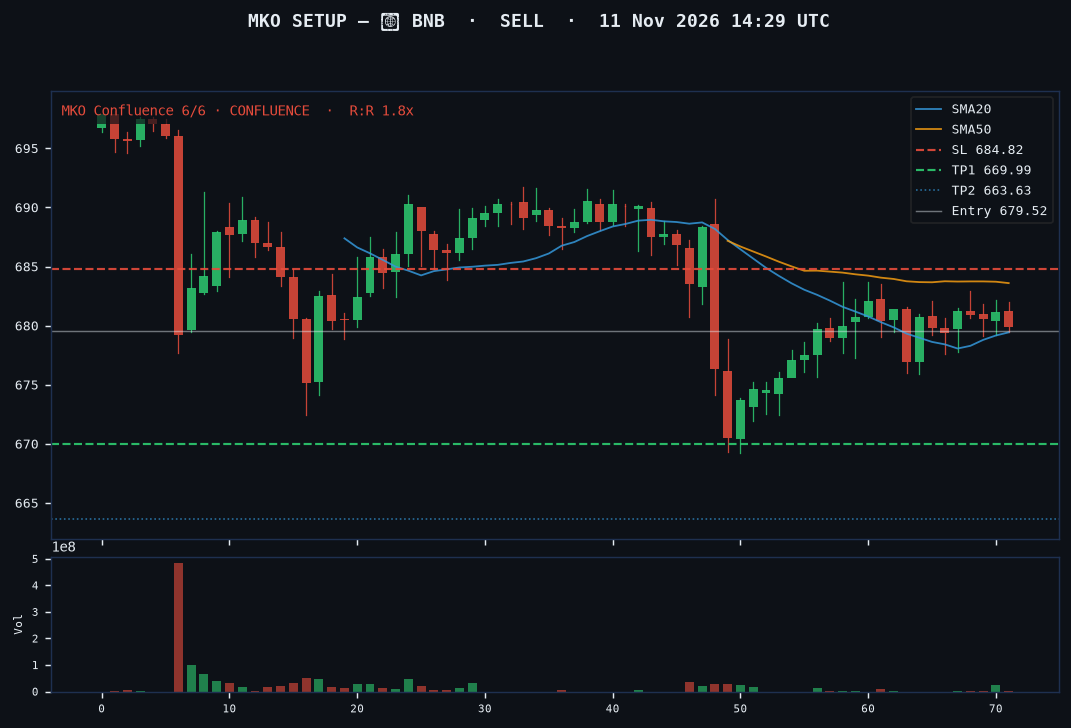 MKO SETUP — BNB · SELL · 11 Nov 2026 14:29 UTC
MKO Confluence 6/6 · CONFLUENCE · R:R 1.8x
SMA20
SMA50
SL 684.82
TP1 669.99
TP2 663.63
Entry 679.52
695
690
685
680
675
670
665
1e8
5
4
3
2
1
0
Vol
0 10 20 30 40 50 60 70